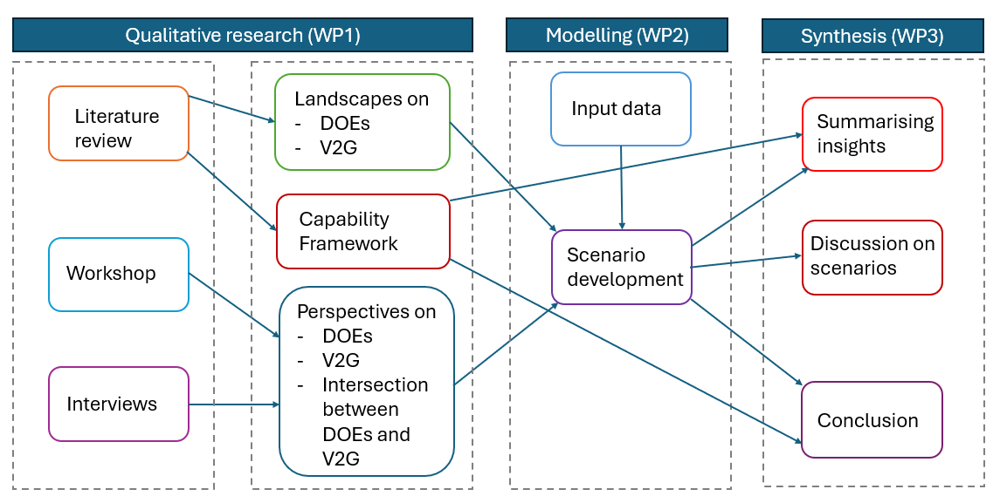 Qualitative research (WP1)
Modelling (WP2)
Synthesis (WP3)
Literature
review
Workshop
Interviews
Landscapes on
- DOEs
- V2G
Capability
Framework
Perspectives on
- DOEs
- V2G
- Intersection
between
DOEs and
V2G
Input data
Scenario
development
Summarising
insights
Discussion on
scenarios
Conclusion